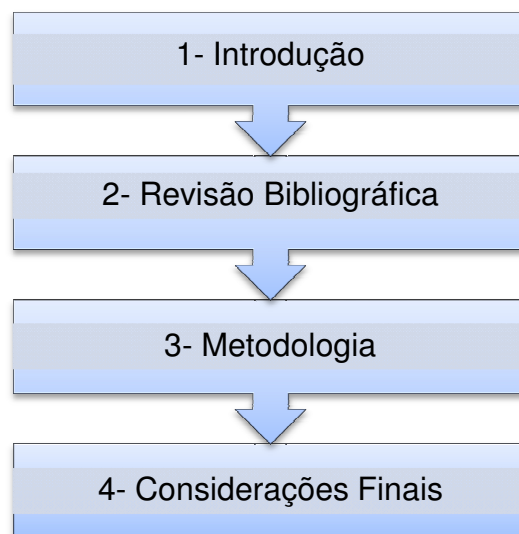 1- Introdução
2- Revisão Bibliográfica
3- Metodologia
4- Considerações Finais